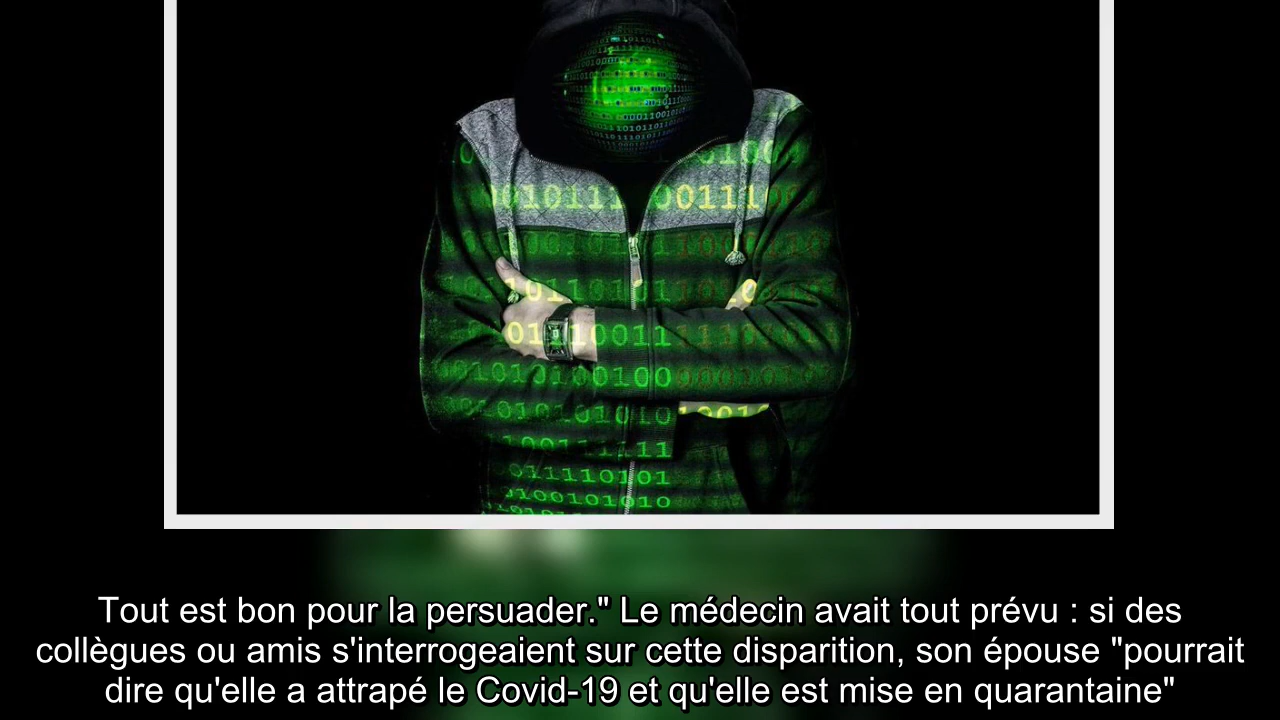 Tout est bon pour la persuader." Le médecin avait tout prévu : si des
collègues ou amis s'interrogeaient sur cette disparition, son épouse "pourrait
dire qu'elle a attrapé le Covid-19 et qu'elle est mise en quarantaine"